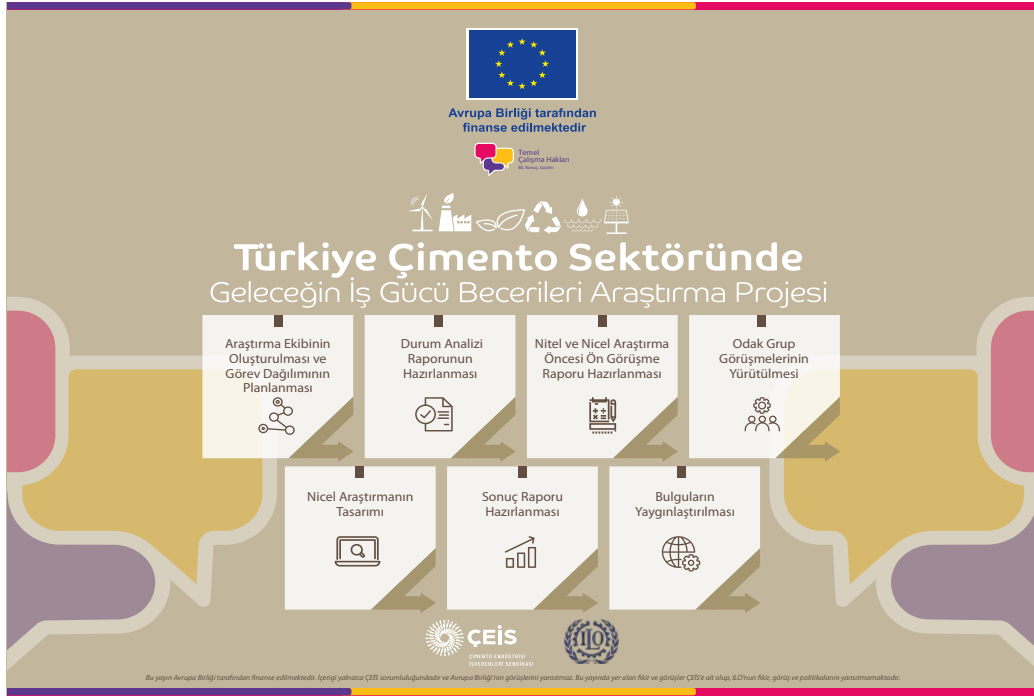 Avrupa Birliği tarafından
finanse edilmektedir
Temel
Çalışma Hakları
Bil, Konuş, Güçlen
Türkiye Çimento Sektöründe
Geleceğin İş Gücü Becerileri Araştırma Projesi
Araştırma Ekibinin
Oluşturulması ve
Görev Dağılımının
Planlanması
Durum Analizi
Raporunun
Hazırlanması
Nitel ve Nicel Araştırma
Öncesi Ön Görüşme
Raporu Hazırlanması
Odak Grup
Görüşmelerinin
Yürütülmesi
Nicel Araştırmanın
Tasarımı
Sonuç Raporu
Hazırlanması
Bulguların
Yaygınlaştırılması
ÇEİS
ÇİMENTO ENDÜSTRİSİ
İŞVERENLERİ SENDİKASI
ILO
Bu yayın Avrupa Birliği tarafından finanse edilmektedir. İçeriği yalnızca ÇEİS sorumluluğundadır ve Avrupa Birliği'nin görüşlerini yansıtmaz. Bu yayında yer alan fikir ve görüşler ÇEİS'e ait olup, ILO'nun fikir, görüş ve politikalarını yansıtmamaktadır.